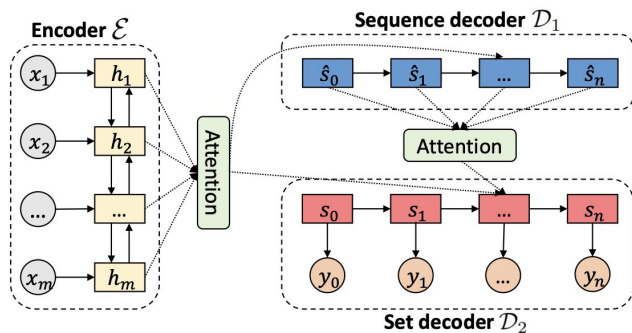 Encoder ℰ
Sequence decoder 𝒟₁
x₁ h₁
x₂ h₂
... ...
xₘ hₘ
Attention
ŝ₀ ŝ₁ ... ŝₙ
Attention
s₀ s₁ ... sₙ
y₀ y₁ ... yₙ
Set decoder 𝒟₂